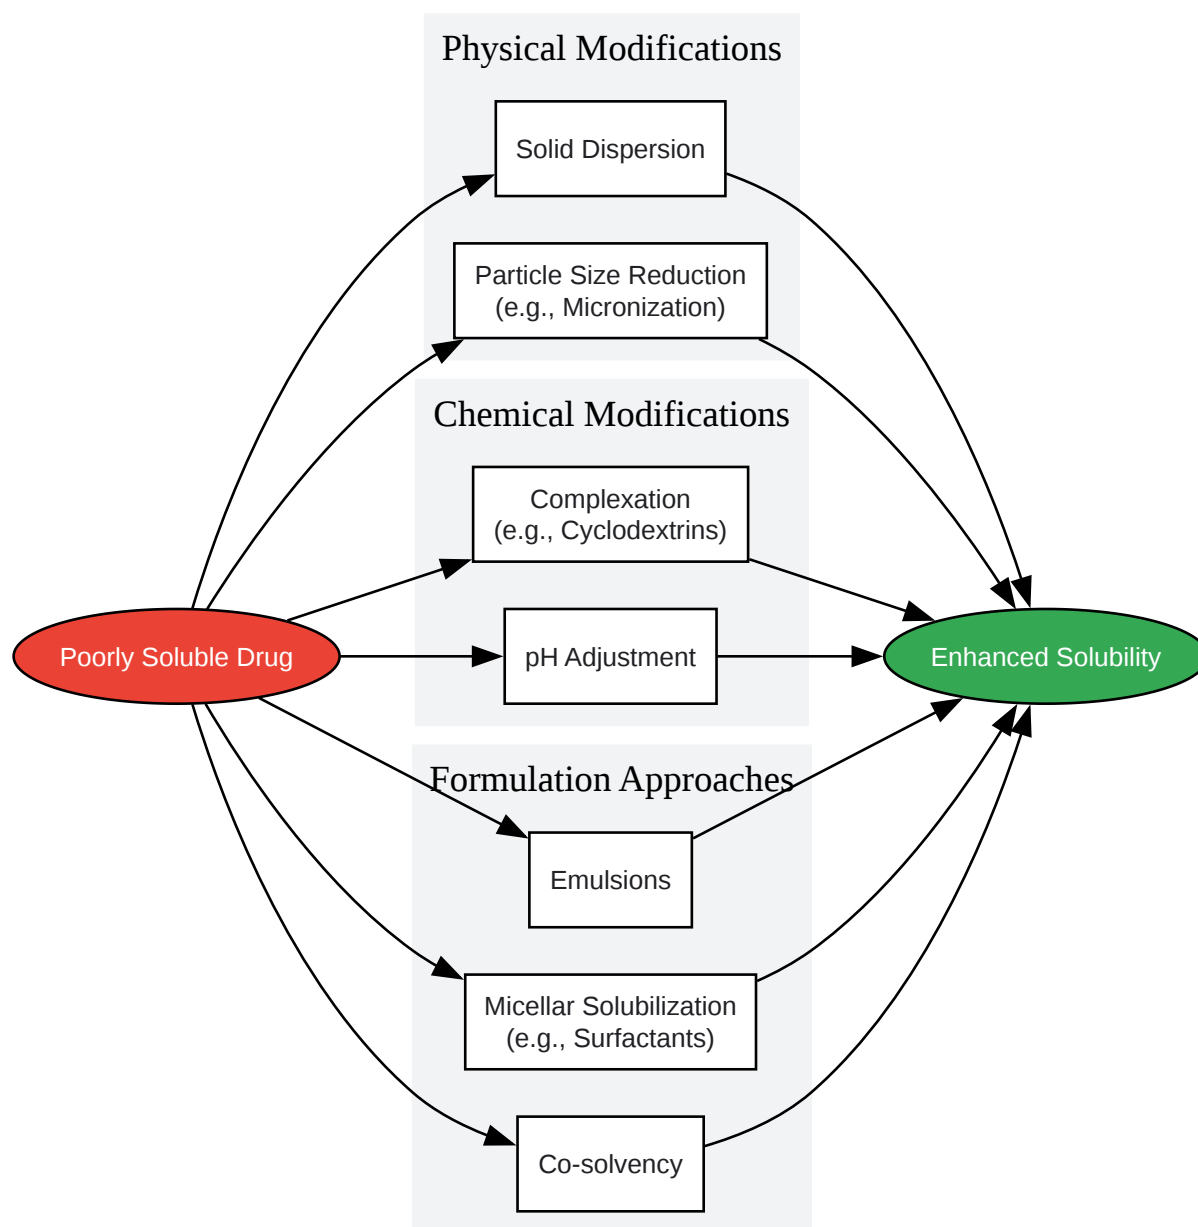 Physical Modifications
Solid Dispersion
Particle Size Reduction
(e.g., Micronization)
Chemical Modifications
Complexation
(e.g., Cyclodextrins)
Poorly Soluble Drug
pH Adjustment
Enhanced Solubility
Formulation Approaches
Emulsions
Micellar Solubilization
(e.g., Surfactants)
Co-solvency